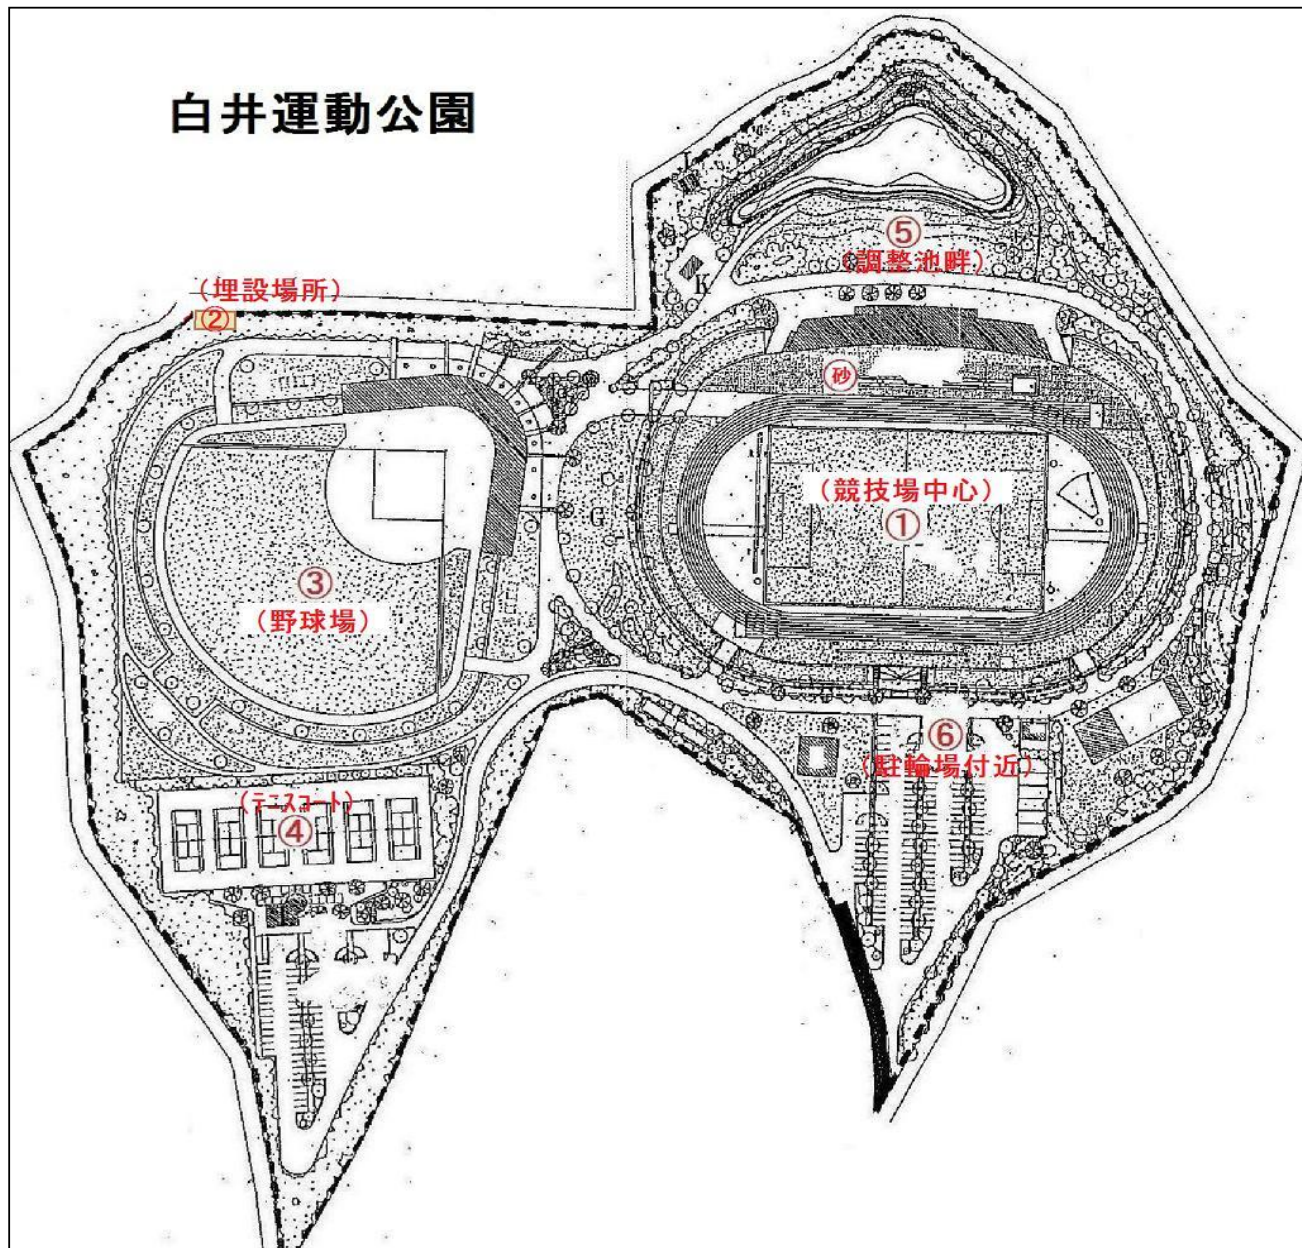 白井運動公園
J
⑤
(調整池畔)
K
(埋設場所)
②
砂
(競技場中心)
①
G
③
(野球場)
⑥
(駐輪場付近)
(テニスコート)
④